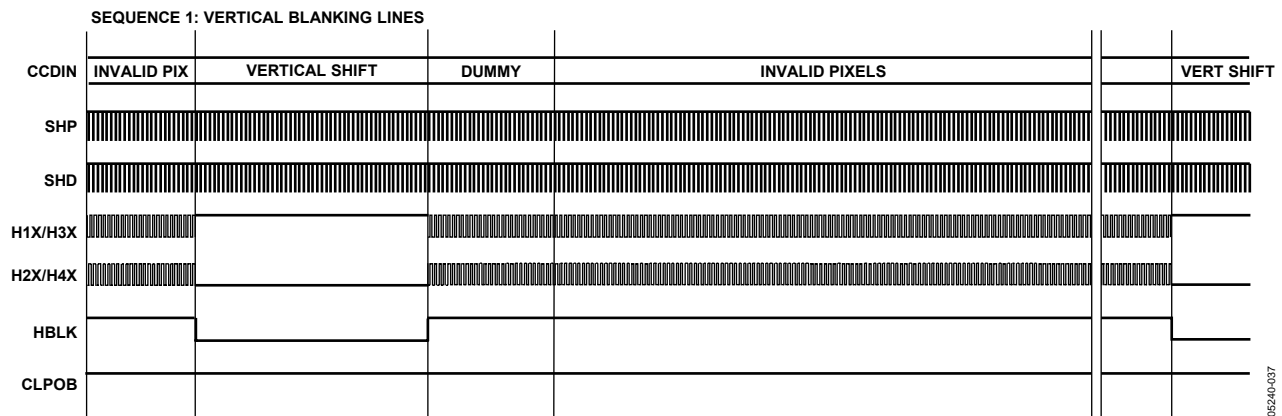 SEQUENCE 1: VERTICAL BLANKING LINES
CCDIN INVALID PIX VERTICAL SHIFT DUMMY INVALID PIXELS VERT SHIFT
SHP
SHD
H1X/H3X
H2X/H4X
HBLK
CLPOB
05240-037